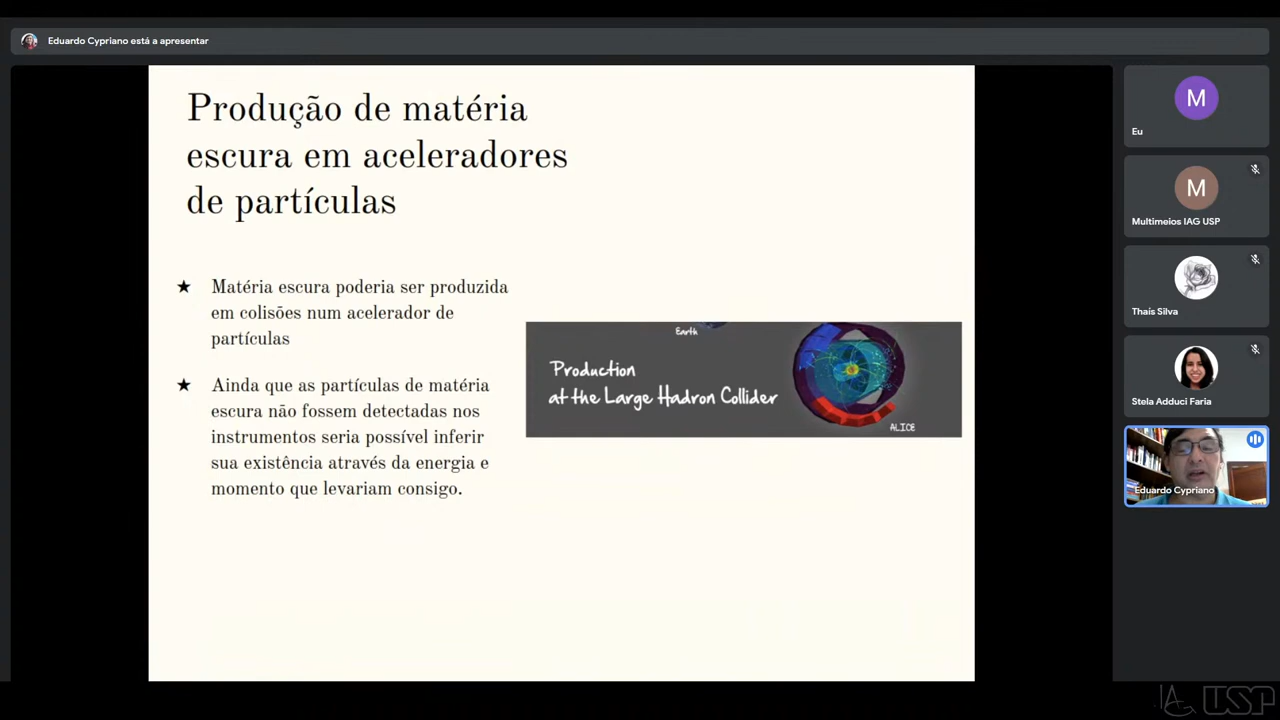 Eduardo Cypriano está a apresentar
Produção de matéria
escura em aceleradores
de partículas
★ Matéria escura poderia ser produzida
em colisões num acelerador de
partículas
★ Ainda que as partículas de matéria
escura não fossem detectadas nos
instrumentos seria possível inferir
sua existência através da energia e
momento que levariam consigo.
Earth
Production
at the Large Hadron Collider
ALICE
M
Eu
M
Multimeios IAG USP
Thaís Silva
Stela Adduci Faria
Eduardo Cypriano
IAG USP